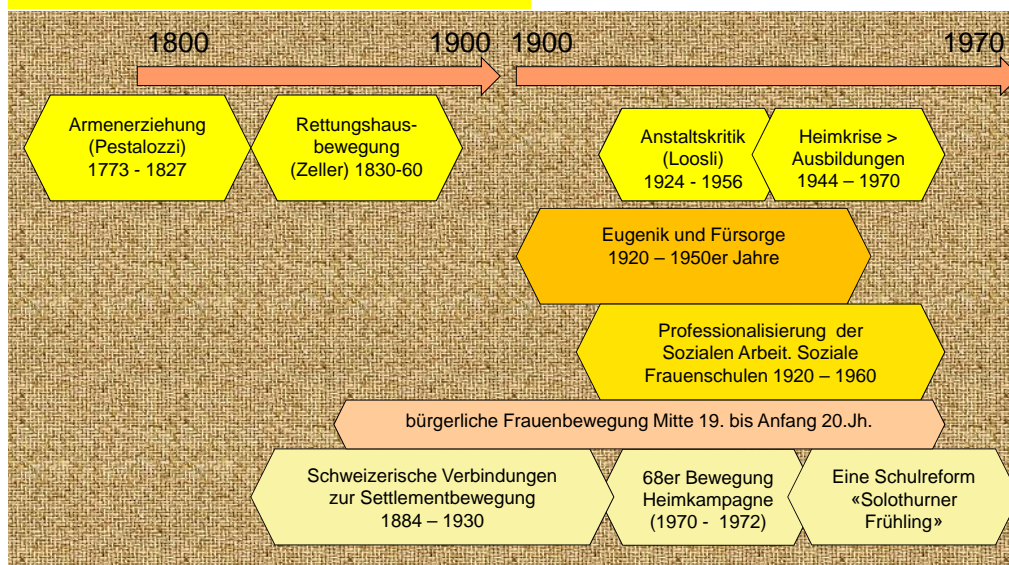 1800
1900
1900
1970
Armenerziehung
(Pestalozzi)
1773 - 1827
Rettungshaus-
bewegung
(Zeller) 1830-60
Anstaltskritik
(Loosli)
1924 - 1956
Heimkrise >
Ausbildungen
1944 – 1970
Eugenik und Fürsorge
1920 – 1950er Jahre
Professionalisierung der
Sozialen Arbeit. Soziale
Frauenschulen 1920 – 1960
bürgerliche Frauenbewegung Mitte 19. bis Anfang 20.Jh.
Schweizerische Verbindungen
zur Settlementbewegung
1884 – 1930
68er Bewegung
Heimkampagne
(1970 - 1972)
Eine Schulreform
«Solothurner
Frühling»